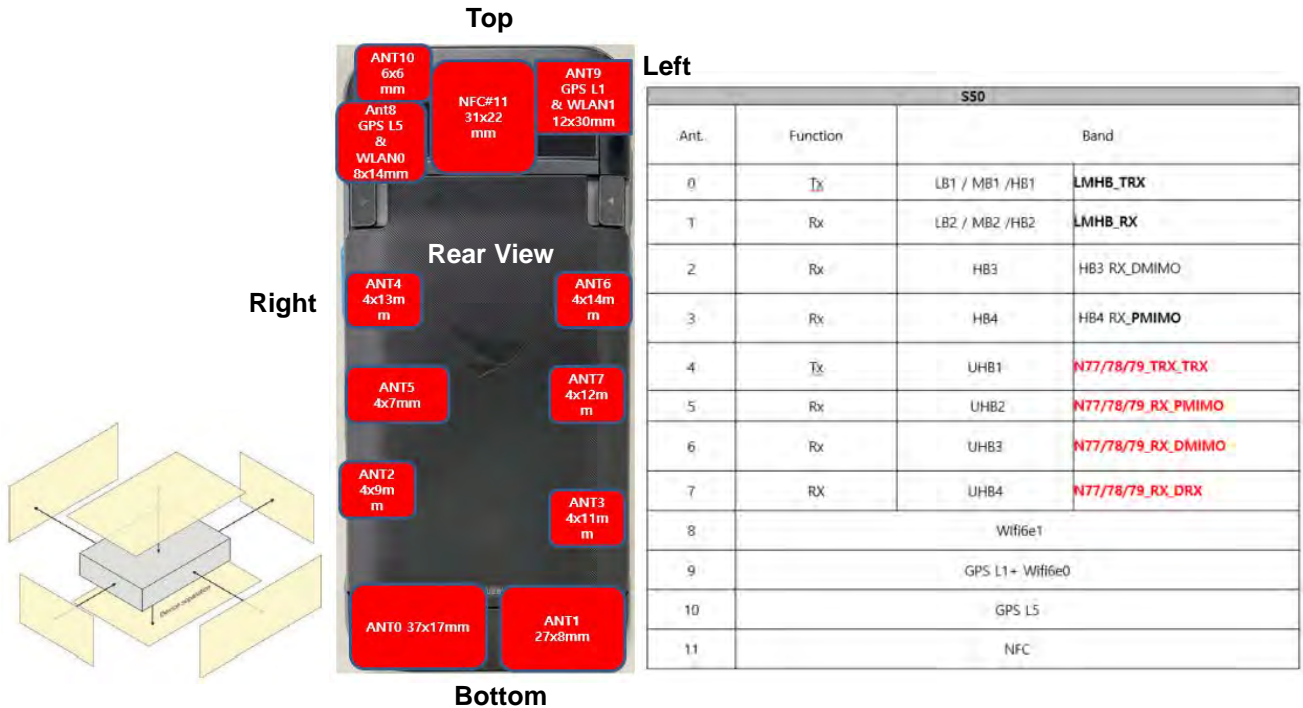 Top
ANT10
6x6
mm
NFC#11
31x22
mm
ANT9
GPS L1
& WLAN1
12x30mm
Ant8
GPS L5
&
WLAN0
8x14mm
Left
Rear View
Right
ANT4
4x13m
m
ANT6
4x14m
m
ANT5
4x7mm
ANT7
4x12m
m
ANT2
4x9m
m
ANT3
4x11m
m
ANT0 37x17mm
ANT1
27x8mm
Bottom
Device separation
S50
Ant. Function Band
0 Tx LB1 / MB1 /HB1 LMHB_TRX
1 Rx LB2 / MB2 /HB2 LMHB_RX
2 Rx HB3 HB3 RX_DMIMO
3 Rx HB4 HB4 RX_PMIMO
4 Tx UHB1 N77/78/79_TRX_TRX
5 Rx UHB2 N77/78/79_RX_PMIMO
6 Rx UHB3 N77/78/79_RX_DMIMO
7 RX UHB4 N77/78/79_RX_DRX
8 Wifi6e1
9 GPS L1+ Wifi6e0
10 GPS L5
11 NFC